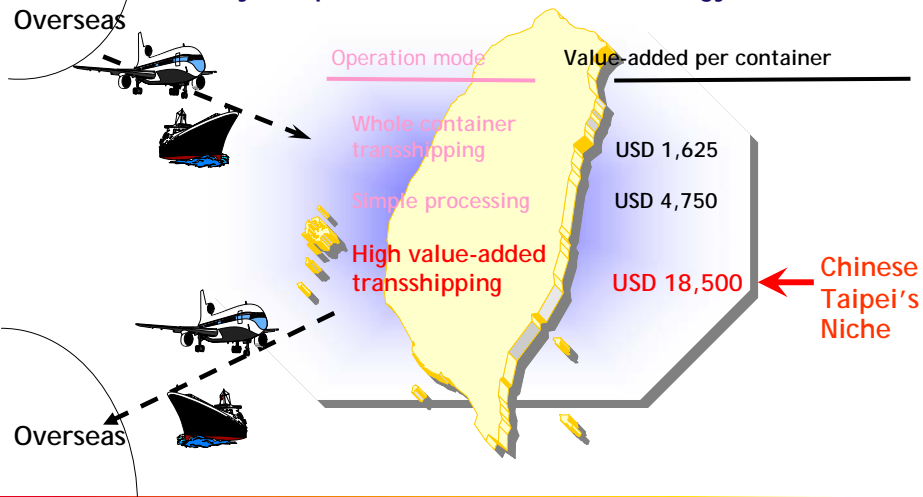 Overseas
Operation mode
Value-added per container
Whole container
transshipping
USD 1,625
Simple processing
USD 4,750
High value-added
transshipping
USD 18,500
Chinese
Taipei's
Niche
Overseas